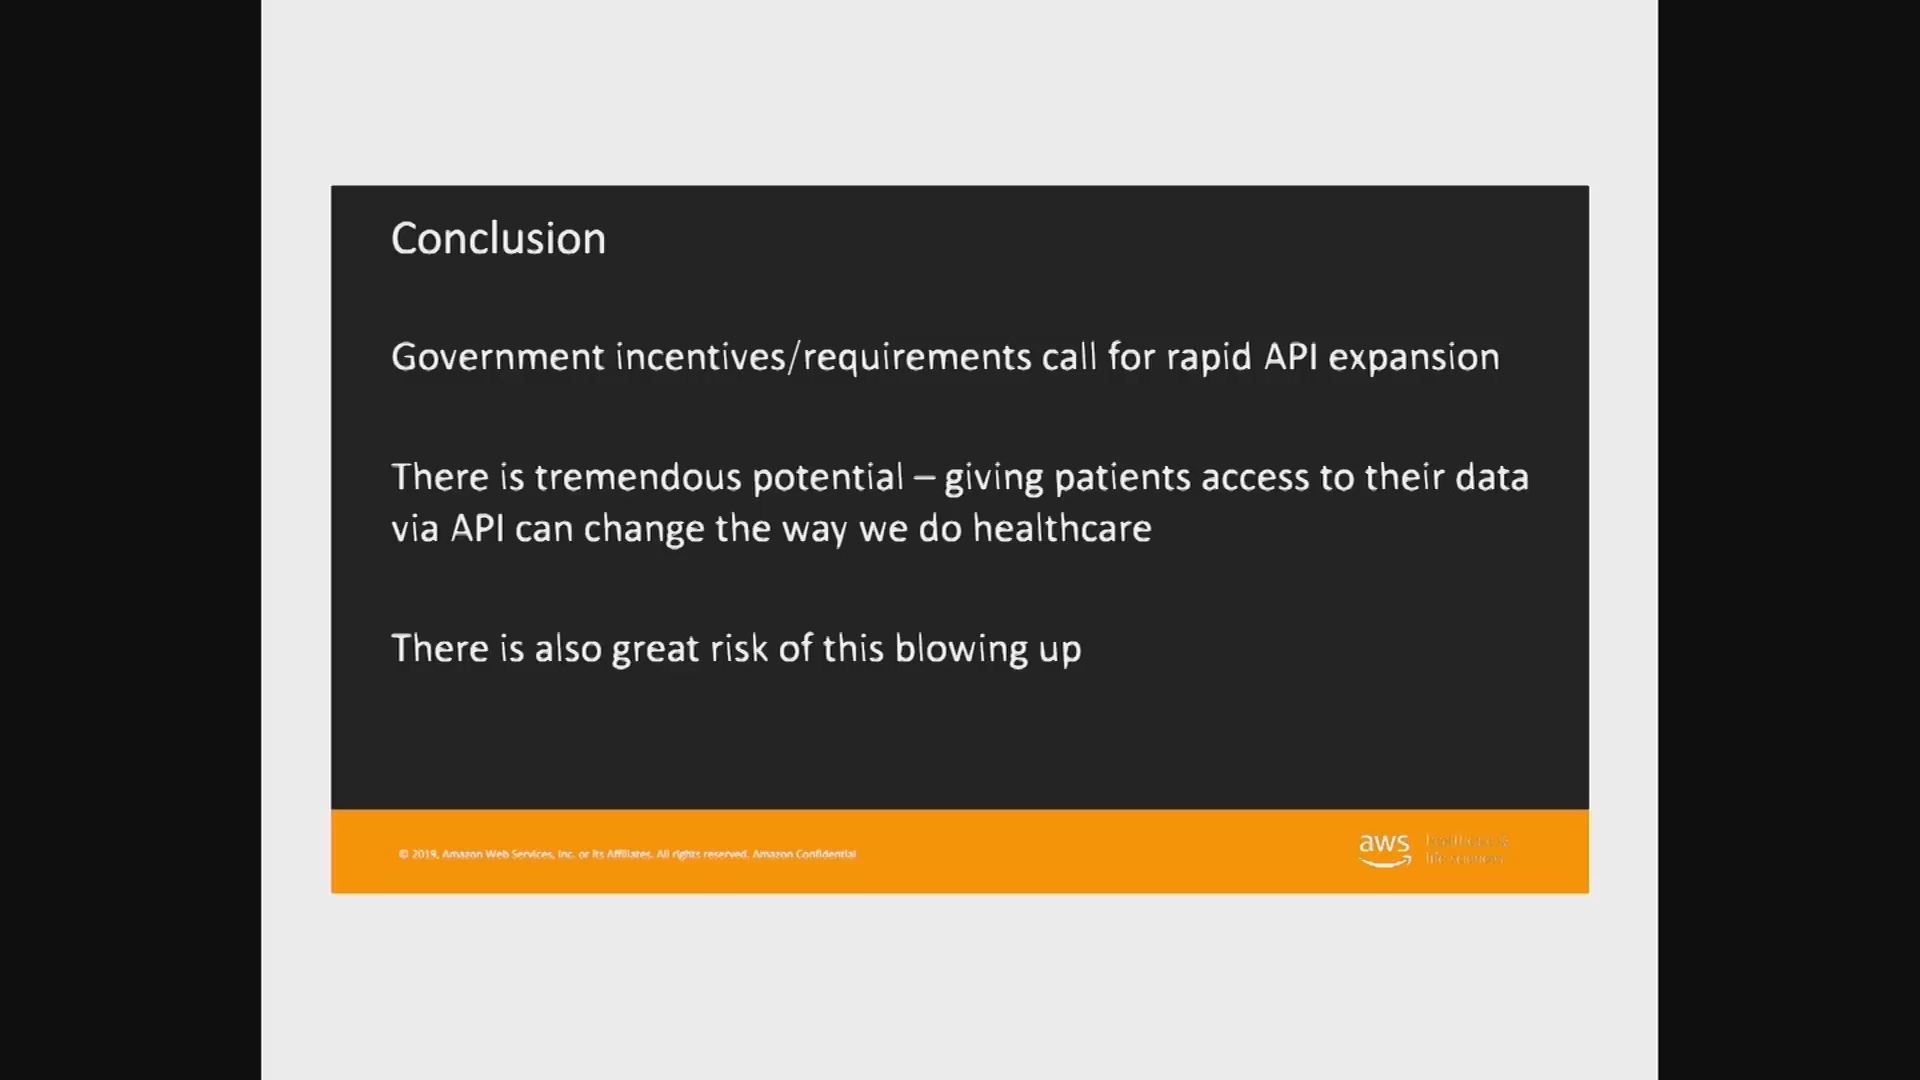 Conclusion
Government incentives/requirements call for rapid API expansion
There is tremendous potential – giving patients access to their data
via API can change the way we do healthcare
There is also great risk of this blowing up
© 2019, Amazon Web Services, Inc. or its Affiliates. All rights reserved. Amazon Confidential
aws
life sciences